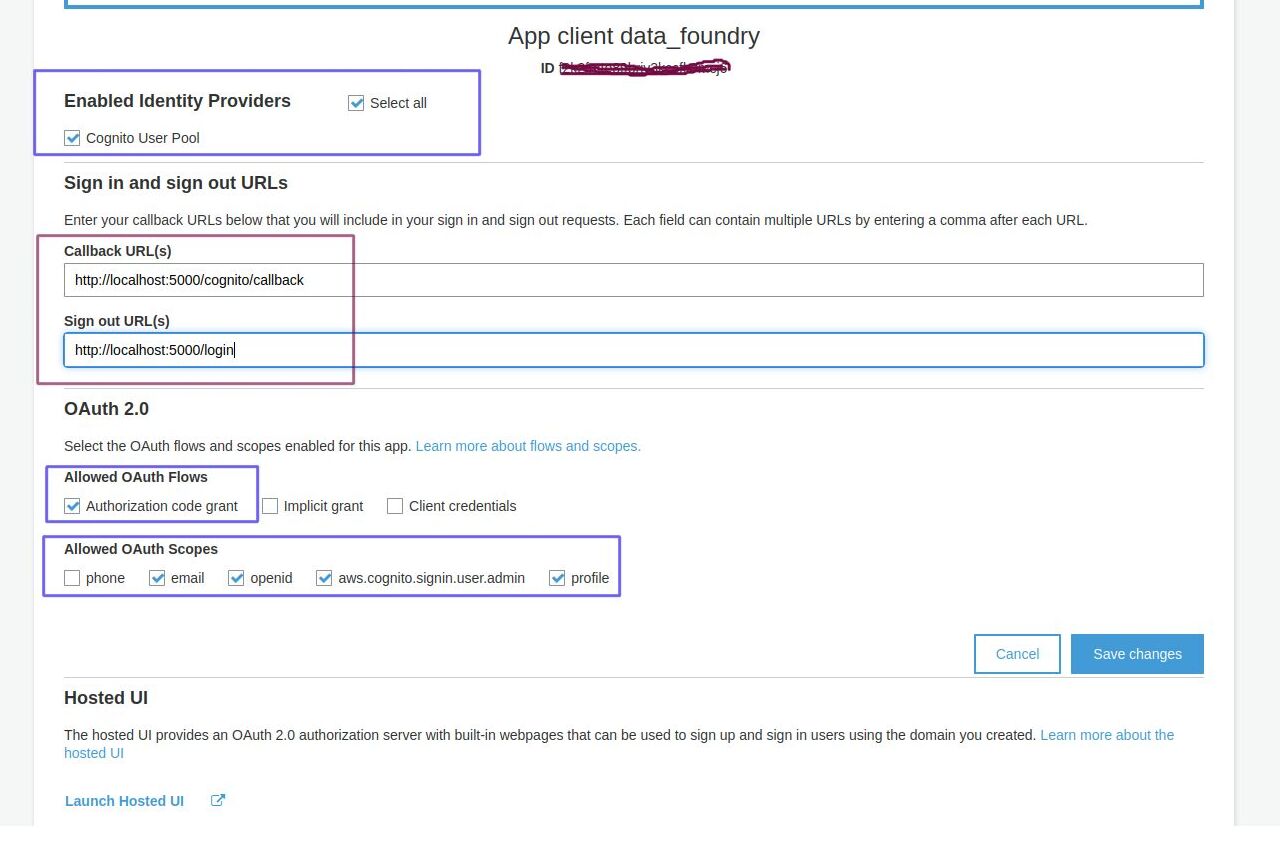 App client data_foundry
ID
Enabled Identity Providers
Select all
Cognito User Pool
Sign in and sign out URLs
Enter your callback URLs below that you will include in your sign in and sign out requests. Each field can contain multiple URLs by entering a comma after each URL.
Callback URL(s)
http://localhost:5000/cognito/callback
Sign out URL(s)
http://localhost:5000/login
OAuth 2.0
Select the OAuth flows and scopes enabled for this app. Learn more about flows and scopes.
Allowed OAuth Flows
Authorization code grant Implicit grant Client credentials
Allowed OAuth Scopes
phone email openid aws.cognito.signin.user.admin profile
Cancel Save changes
Hosted UI
The hosted UI provides an OAuth 2.0 authorization server with built-in webpages that can be used to sign up and sign in users using the domain you created. Learn more about the
hosted UI
Launch Hosted UI